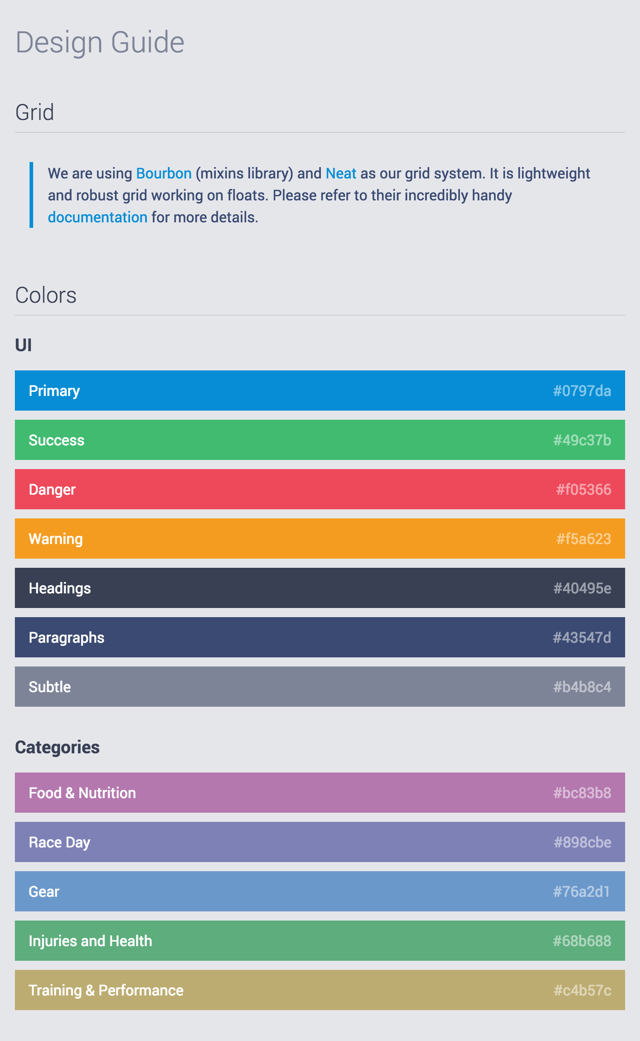 Design Guide
Grid
We are using Bourbon (mixins library) and Neat as our grid system. It is lightweight
and robust grid working on floats. Please refer to their incredibly handy
documentation for more details.
Colors
UI
Primary #0797da
Success #49c37b
Danger #f05366
Warning #f5a623
Headings #40495e
Paragraphs #43547d
Subtle #b4b8c4
Categories
Food & Nutrition #bc83b8
Race Day #898cbe
Gear #76a2d1
Injuries and Health #68b688
Training & Performance #c4b57c